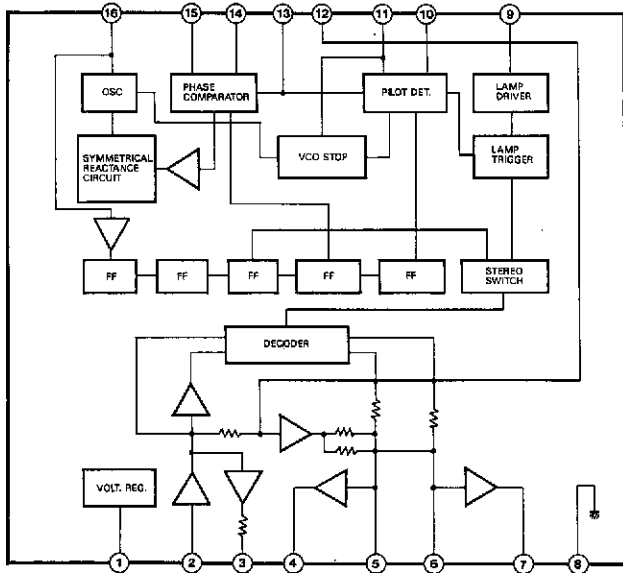 16 15 14 13 12 11 10 9
OSC
PHASE
COMPARATOR
PILOT DET.
LAMP
DRIVER
SYMMETRICAL
REACTANCE
CIRCUIT
VCO STOP
LAMP
TRIGGER
FF FF FF FF FF
STEREO
SWITCH
DECODER
VOLT. REG.
1 2 3 4 5 6 7 8